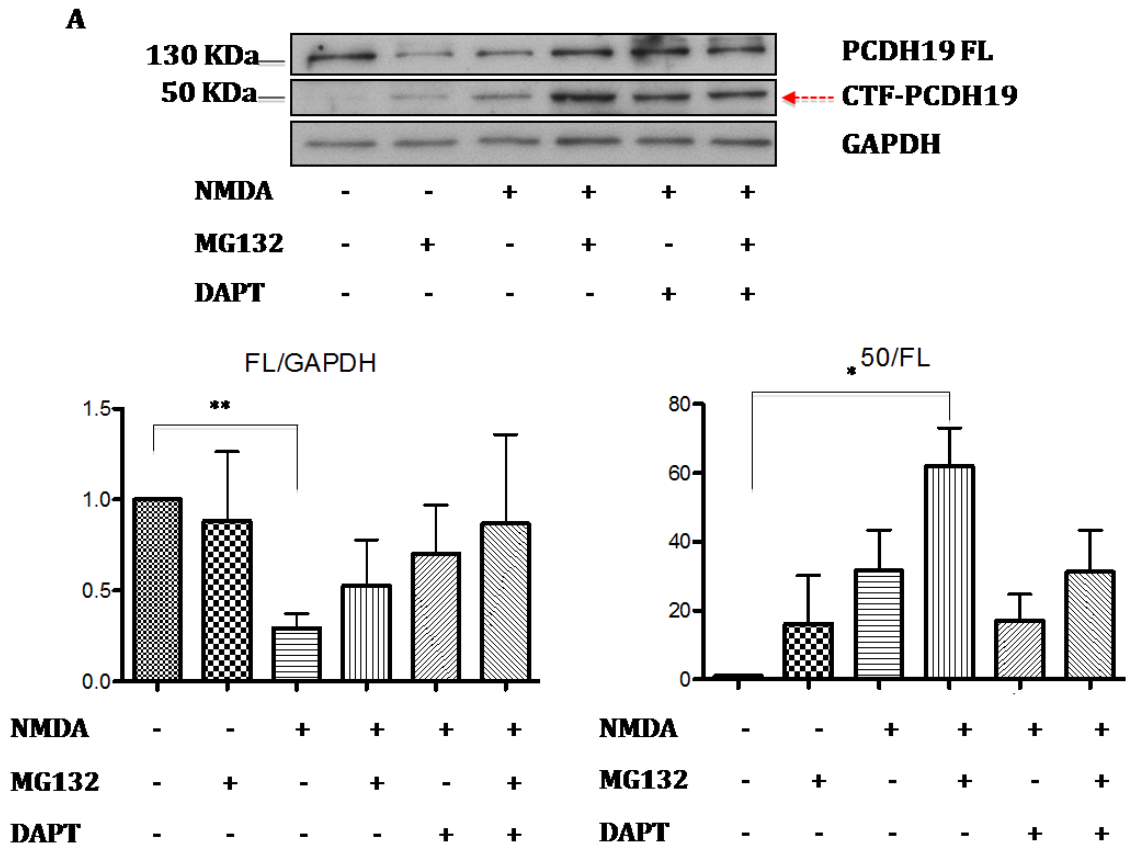 A
130 KDa
PCDH19 FL
50 KDa
CTF-PCDH19
GAPDH
NMDA - - + + + +
MG132 - + - + - +
DAPT - - - - + +
FL/GAPDH
**
1.5
1.0
0.5
0.0
NMDA - - + + + +
MG132 - + - + - +
DAPT - - - - + +
* 50/FL
80
60
40
20
0
NMDA - - + + + +
MG132 - + - + - +
DAPT - - - - + +